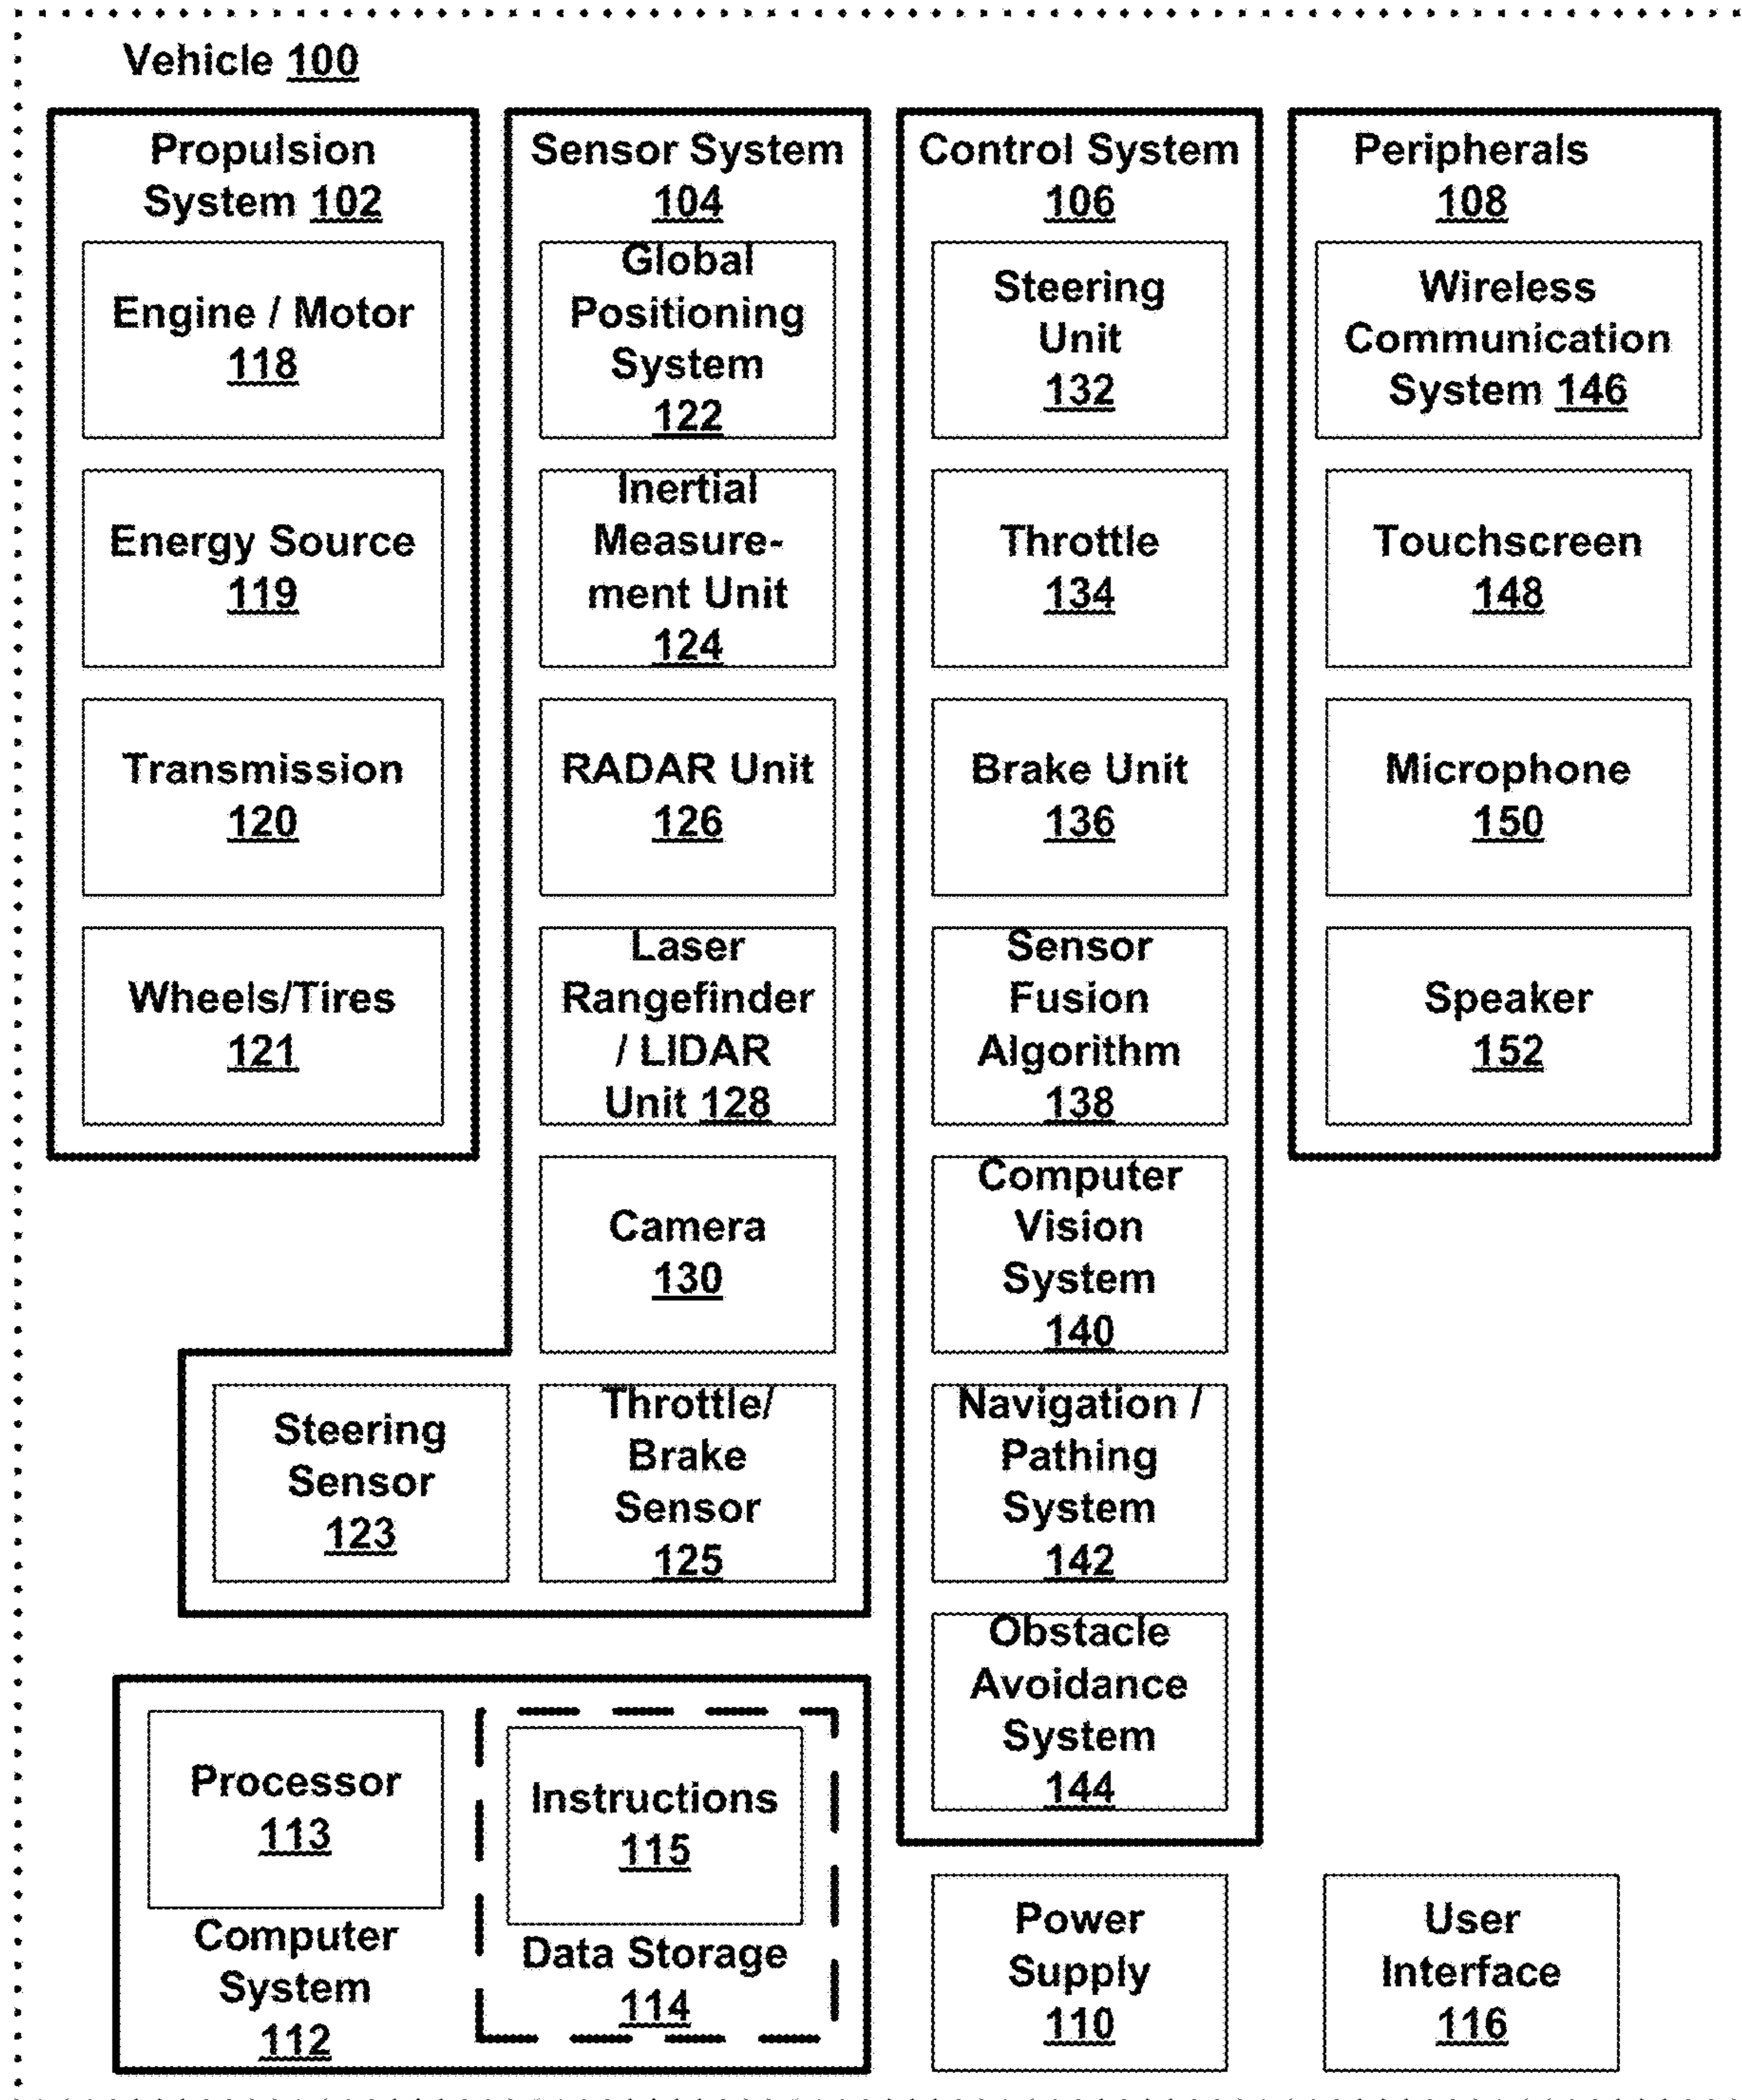 Vehicle 100
Propulsion
System 102
Engine / Motor
118
Energy Source
119
Transmission
120
Wheels/Tires
121
Sensor System
104
Global
Positioning
System
122
Inertial
Measure-
ment Unit
124
RADAR Unit
126
Laser
Rangefinder
/ LIDAR
Unit 128
Camera
130
Steering
Sensor
123
Throttle/
Brake
Sensor
125
Control System
106
Steering
Unit
132
Throttle
134
Brake Unit
136
Sensor
Fusion
Algorithm
138
Computer
Vision
System
140
Navigation /
Pathing
System
142
Obstacle
Avoidance
System
144
Peripherals
108
Wireless
Communication
System 146
Touchscreen
148
Microphone
150
Speaker
152
Processor
113
Computer
System
112
Instructions
115
Data Storage
114
Power
Supply
110
User
Interface
116